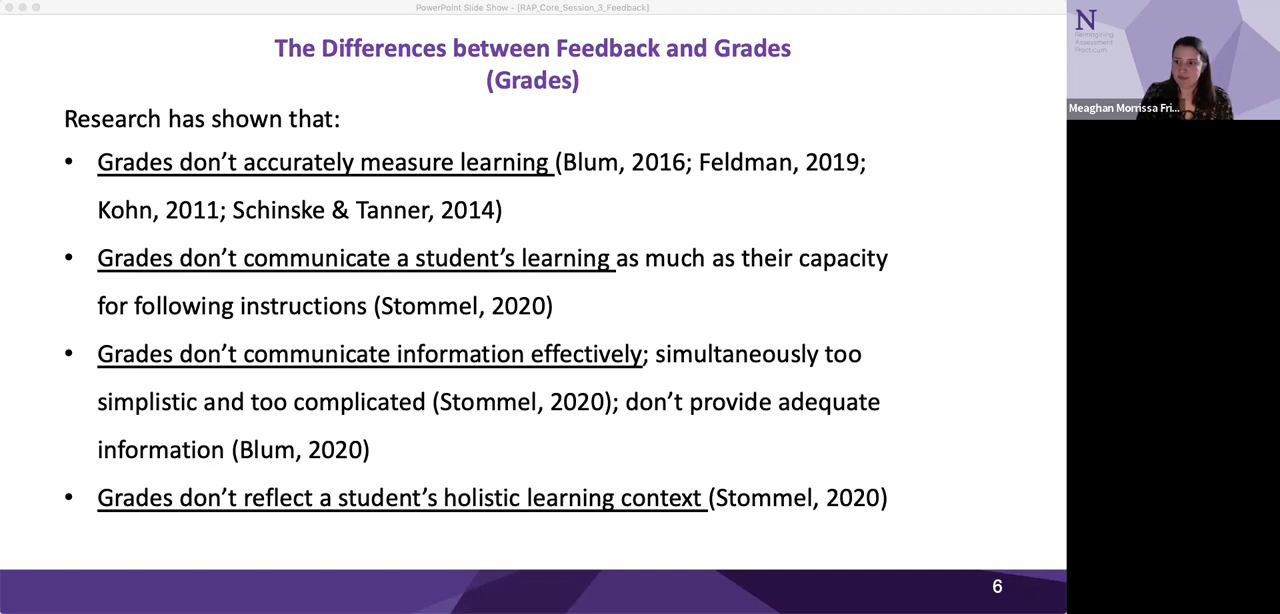 PowerPoint Slide Show - [RAP_Core_Session_3_Feedback]
The Differences between Feedback and Grades
(Grades)
Research has shown that:
• Grades don’t accurately measure learning (Blum, 2016; Feldman, 2019;
Kohn, 2011; Schinske & Tanner, 2014)
• Grades don’t communicate a student’s learning as much as their capacity
for following instructions (Stommel, 2020)
• Grades don’t communicate information effectively; simultaneously too
simplistic and too complicated (Stommel, 2020); don’t provide adequate
information (Blum, 2020)
• Grades don’t reflect a student’s holistic learning context (Stommel, 2020)
6
N
Reimagining
Assessment
Practicum
Meaghan Morrissa Fri...